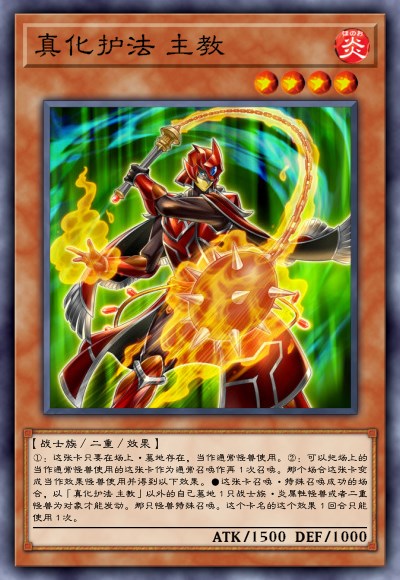 真化护法 主教
ほのお
炎
【战士族／二重／效果】
①：这张卡只要在场上・墓地存在，当作通常怪兽使用。②：可以把场上的
当作通常怪兽使用的这张卡作为通常召唤作再1次召唤。那个场合这张卡变
成当作效果怪兽使用并得到以下效果。●这张卡召唤・特殊召唤成功的场
合，以「真化护法 主教」以外的自己墓地1只战士族・炎属性怪兽或者二重
怪兽为对象才能发动。那只怪兽特殊召唤。这个卡名的这个效果1回合只能
使用1次。
ATK/1500 DEF/1000